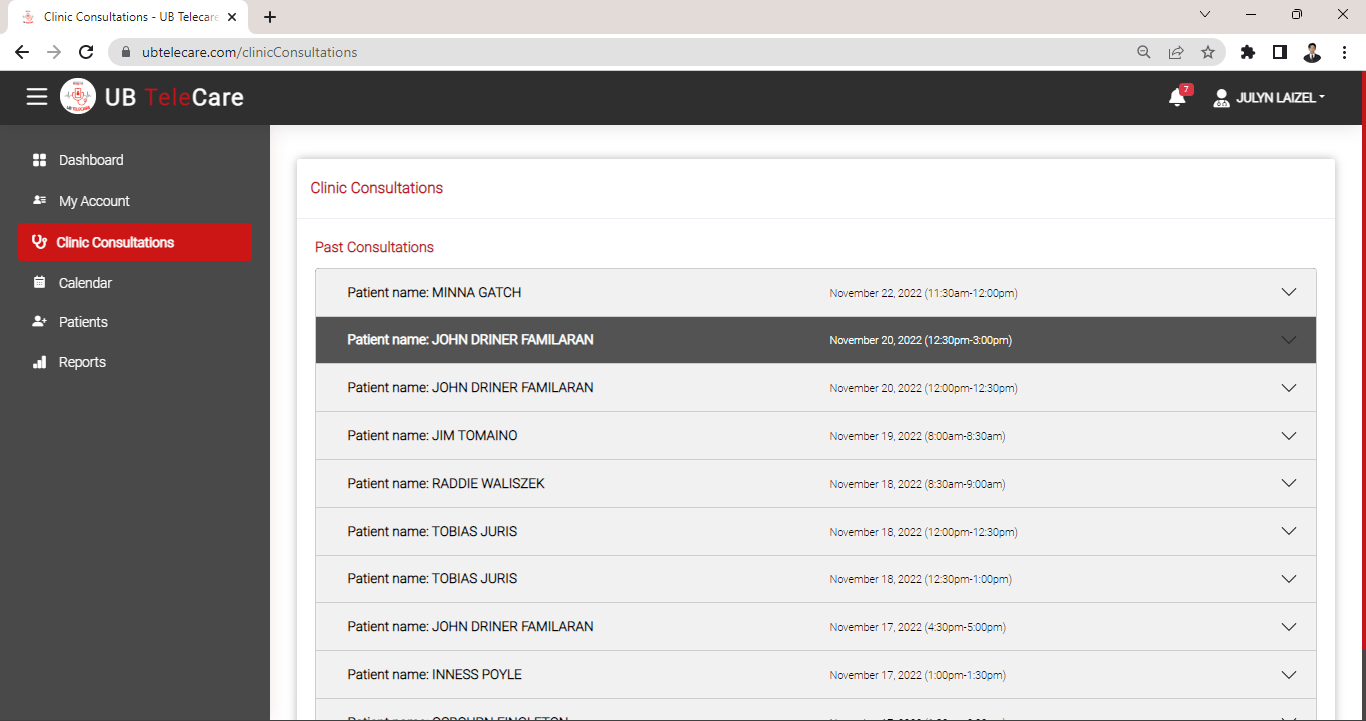 Clinic Consultations - UB Telecare
ubtelecare.com/clinicConsultations
UB TeleCare
7
JULYN LAIZEL
Dashboard
My Account
Clinic Consultations
Calendar
Patients
Reports
Clinic Consultations
Past Consultations
Patient name: MINNA GATCH November 22, 2022 (11:30am-12:00pm)
Patient name: JOHN DRINER FAMILARAN November 20, 2022 (12:30pm-3:00pm)
Patient name: JOHN DRINER FAMILARAN November 20, 2022 (12:00pm-12:30pm)
Patient name: JIM TOMAINO November 19, 2022 (8:00am-8:30am)
Patient name: RADDIE WALISZEK November 18, 2022 (8:30am-9:00am)
Patient name: TOBIAS JURIS November 18, 2022 (12:00pm-12:30pm)
Patient name: TOBIAS JURIS November 18, 2022 (12:30pm-1:00pm)
Patient name: JOHN DRINER FAMILARAN November 17, 2022 (4:30pm-5:00pm)
Patient name: INNESS POYLE November 17, 2022 (1:00pm-1:30pm)